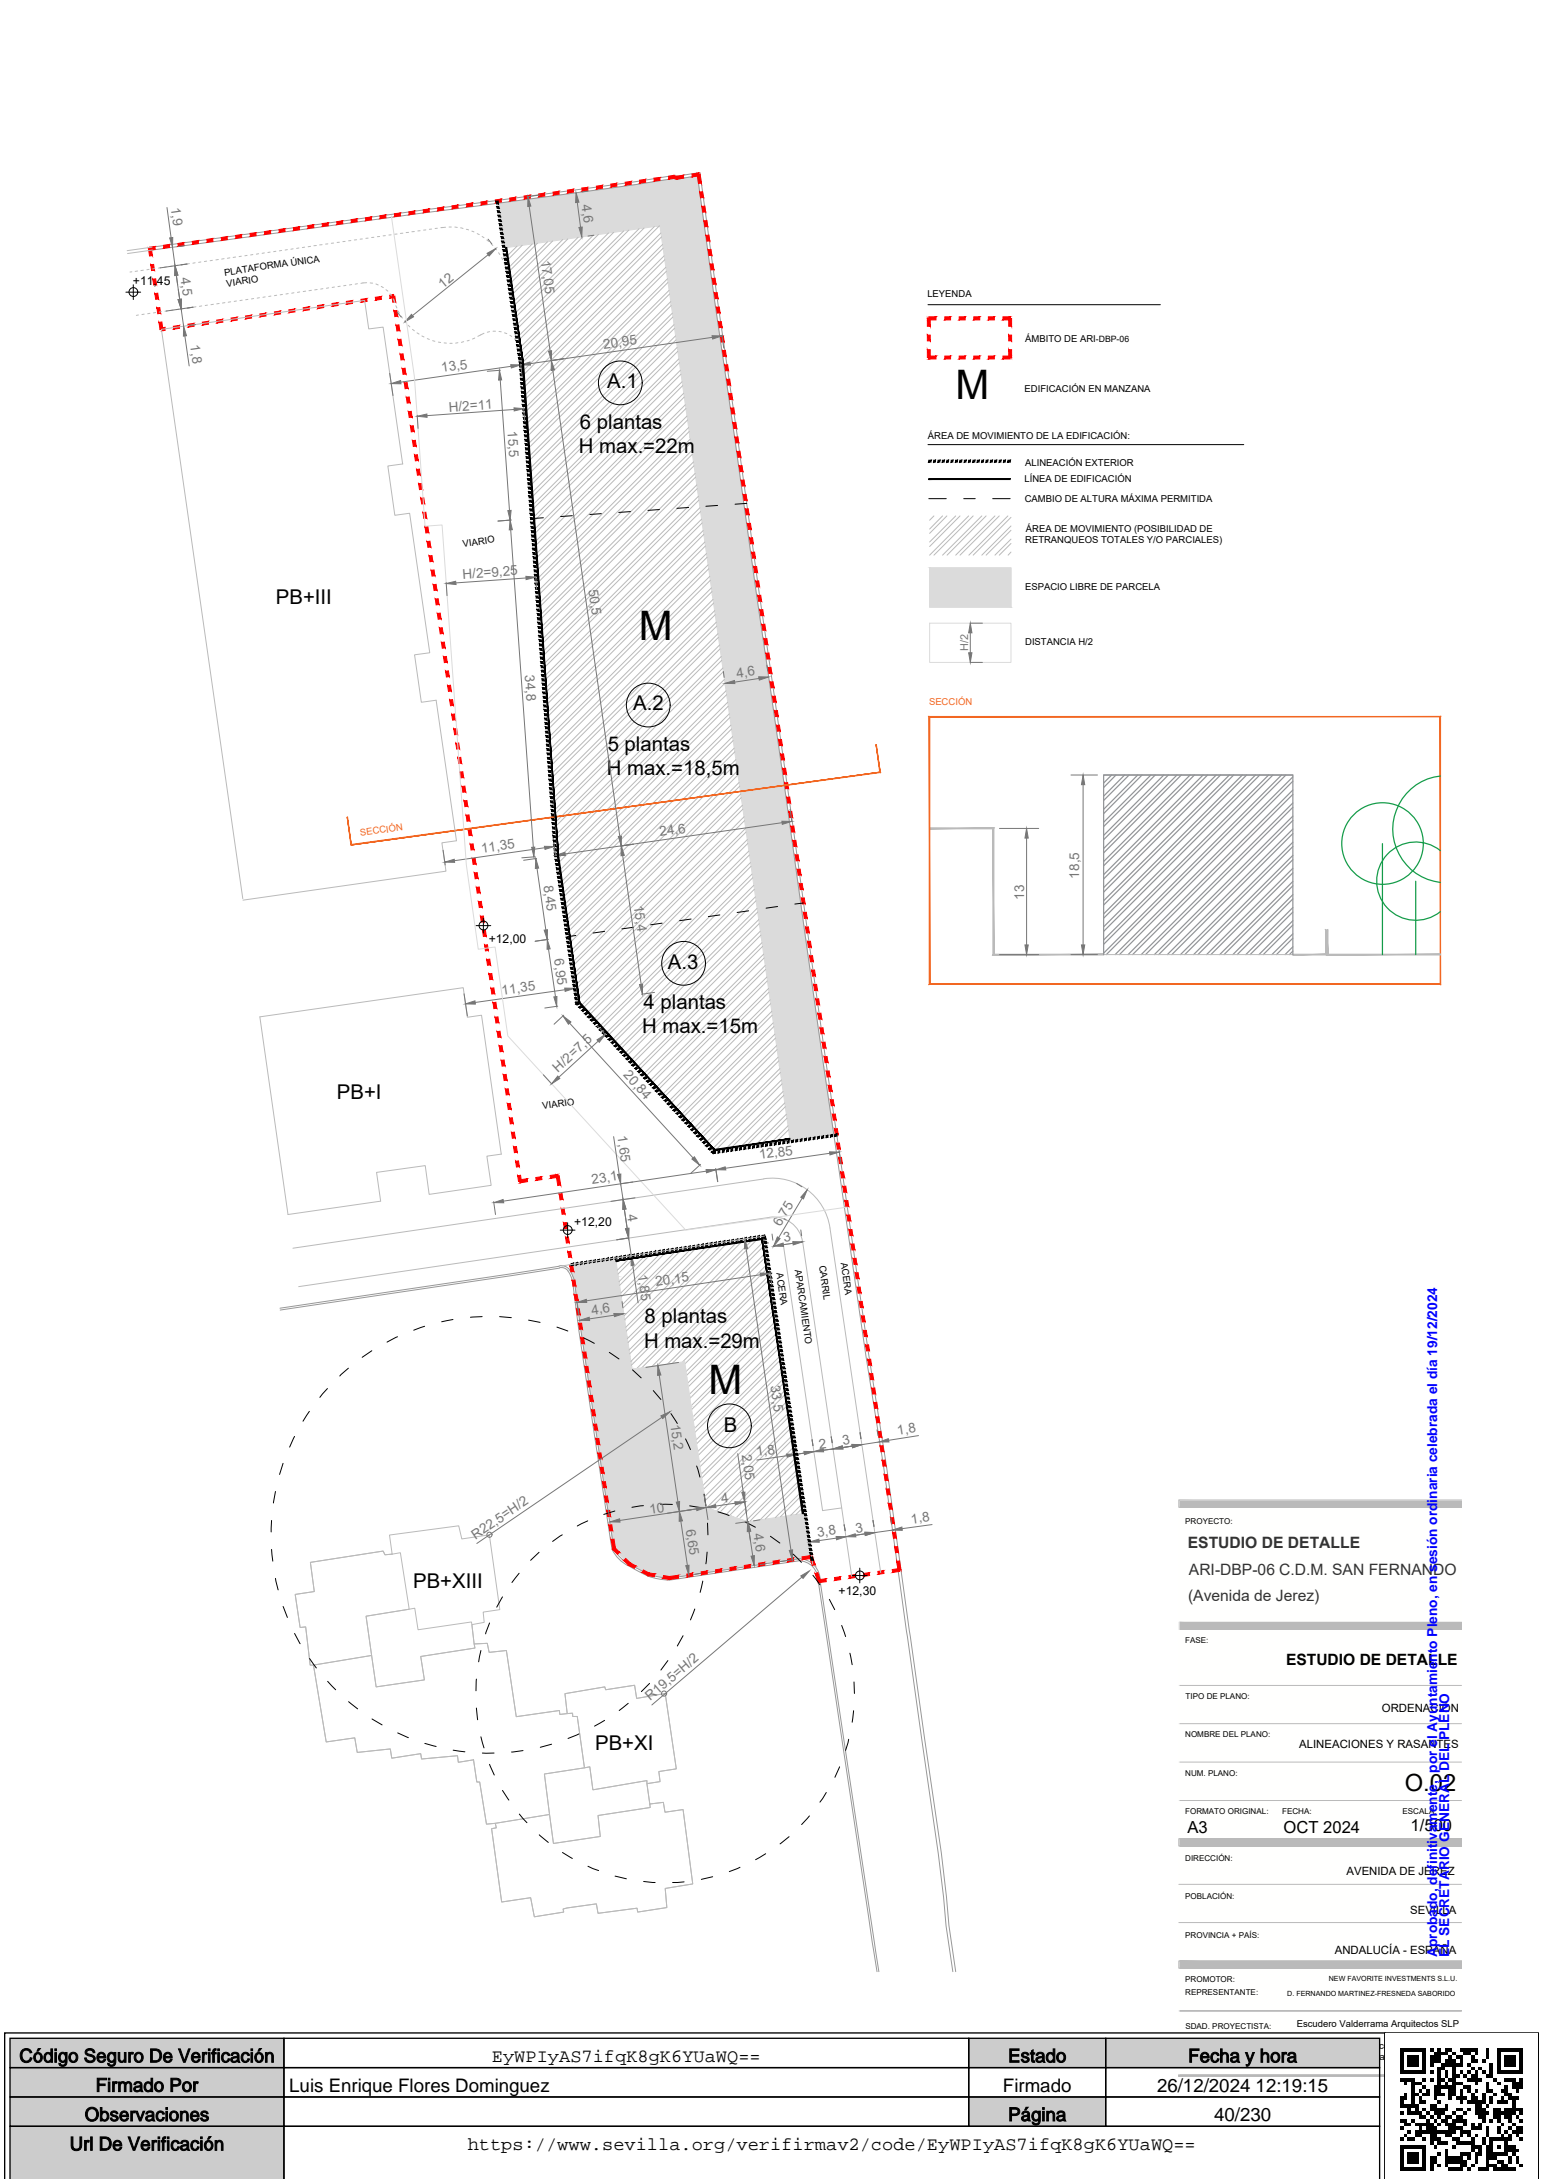 1,9
+11,45
4,5
1,8
PLATAFORMA ÚNICA
VIARIO
12
4,6
17,05
20,95
13,5
H/2=11
15,5
A.1
6 plantas
H max.=22m
VIARIO
H/2=9,25
PB+III
50,5
M
34,8
4,6
A.2
5 plantas
H max.=18,5m
SECCIÓN
24,6
11,35
8,45
15,4
+12,00
6,95
A.3
11,35
4 plantas
H max.=15m
H/2=7,5
20,84
PB+I
VIARIO
1,65
12,85
23,1
4
+12,20
6,75
3
ACERA
APARCAMIENTO
CARRIL
ACERA
1,85
20,15
4,6
8 plantas
H max.=29m
M
33,5
B
15,2
1,8
2
3
1,8
2,05
10
4
6,65
4,6
3,8
3
1,8
+12,30
R22,5=H/2
R19,5=H/2
PB+XIII
PB+XI
LEYENDA
ÁMBITO DE ARI-DBP-06
M
EDIFICACIÓN EN MANZANA
ÁREA DE MOVIMIENTO DE LA EDIFICACIÓN:
ALINEACIÓN EXTERIOR
LÍNEA DE EDIFICACIÓN
CAMBIO DE ALTURA MÁXIMA PERMITIDA
ÁREA DE MOVIMIENTO (POSIBILIDAD DE
RETRANQUEOS TOTALES Y/O PARCIALES)
ESPACIO LIBRE DE PARCELA
H/2
DISTANCIA H/2
SECCIÓN
13
18,5
PROYECTO:
ESTUDIO DE DETALLE
ARI-DBP-06 C.D.M. SAN FERNANDO
(Avenida de Jerez)
FASE:
ESTUDIO DE DETALLE
TIPO DE PLANO:
ORDENACIÓN
NOMBRE DEL PLANO:
ALINEACIONES Y RASANTES
NUM. PLANO:
O.02
FORMATO ORIGINAL: FECHA: ESCALA:
A3 OCT 2024 1/500
DIRECCIÓN:
AVENIDA DE JEREZ
POBLACIÓN:
SEVILLA
PROVINCIA + PAÍS:
ANDALUCÍA - ESPAÑA
PROMOTOR: NEW FAVORITE INVESTMENTS S.L.U.
REPRESENTANTE: D. FERNANDO MARTINEZ-FRESNEDA SABORIDO
SDAD. PROYECTISTA: Escudero Valderrama Arquitectos SLP
Aprobado, definitivamente, por el Ayuntamiento Pleno, en sesión ordinaria celebrada el día 19/12/2024
EL SECRETARIO GENERAL DEL PLENO
Código Seguro De Verificación EyWPIyAS7ifqK8gK6YUaWQ== Estado Fecha y hora
Firmado Por Luis Enrique Flores Dominguez Firmado 26/12/2024 12:19:15
Observaciones Página 40/230
Url De Verificación https://www.sevilla.org/verifirmav2/code/EyWPIyAS7ifqK8gK6YUaWQ==